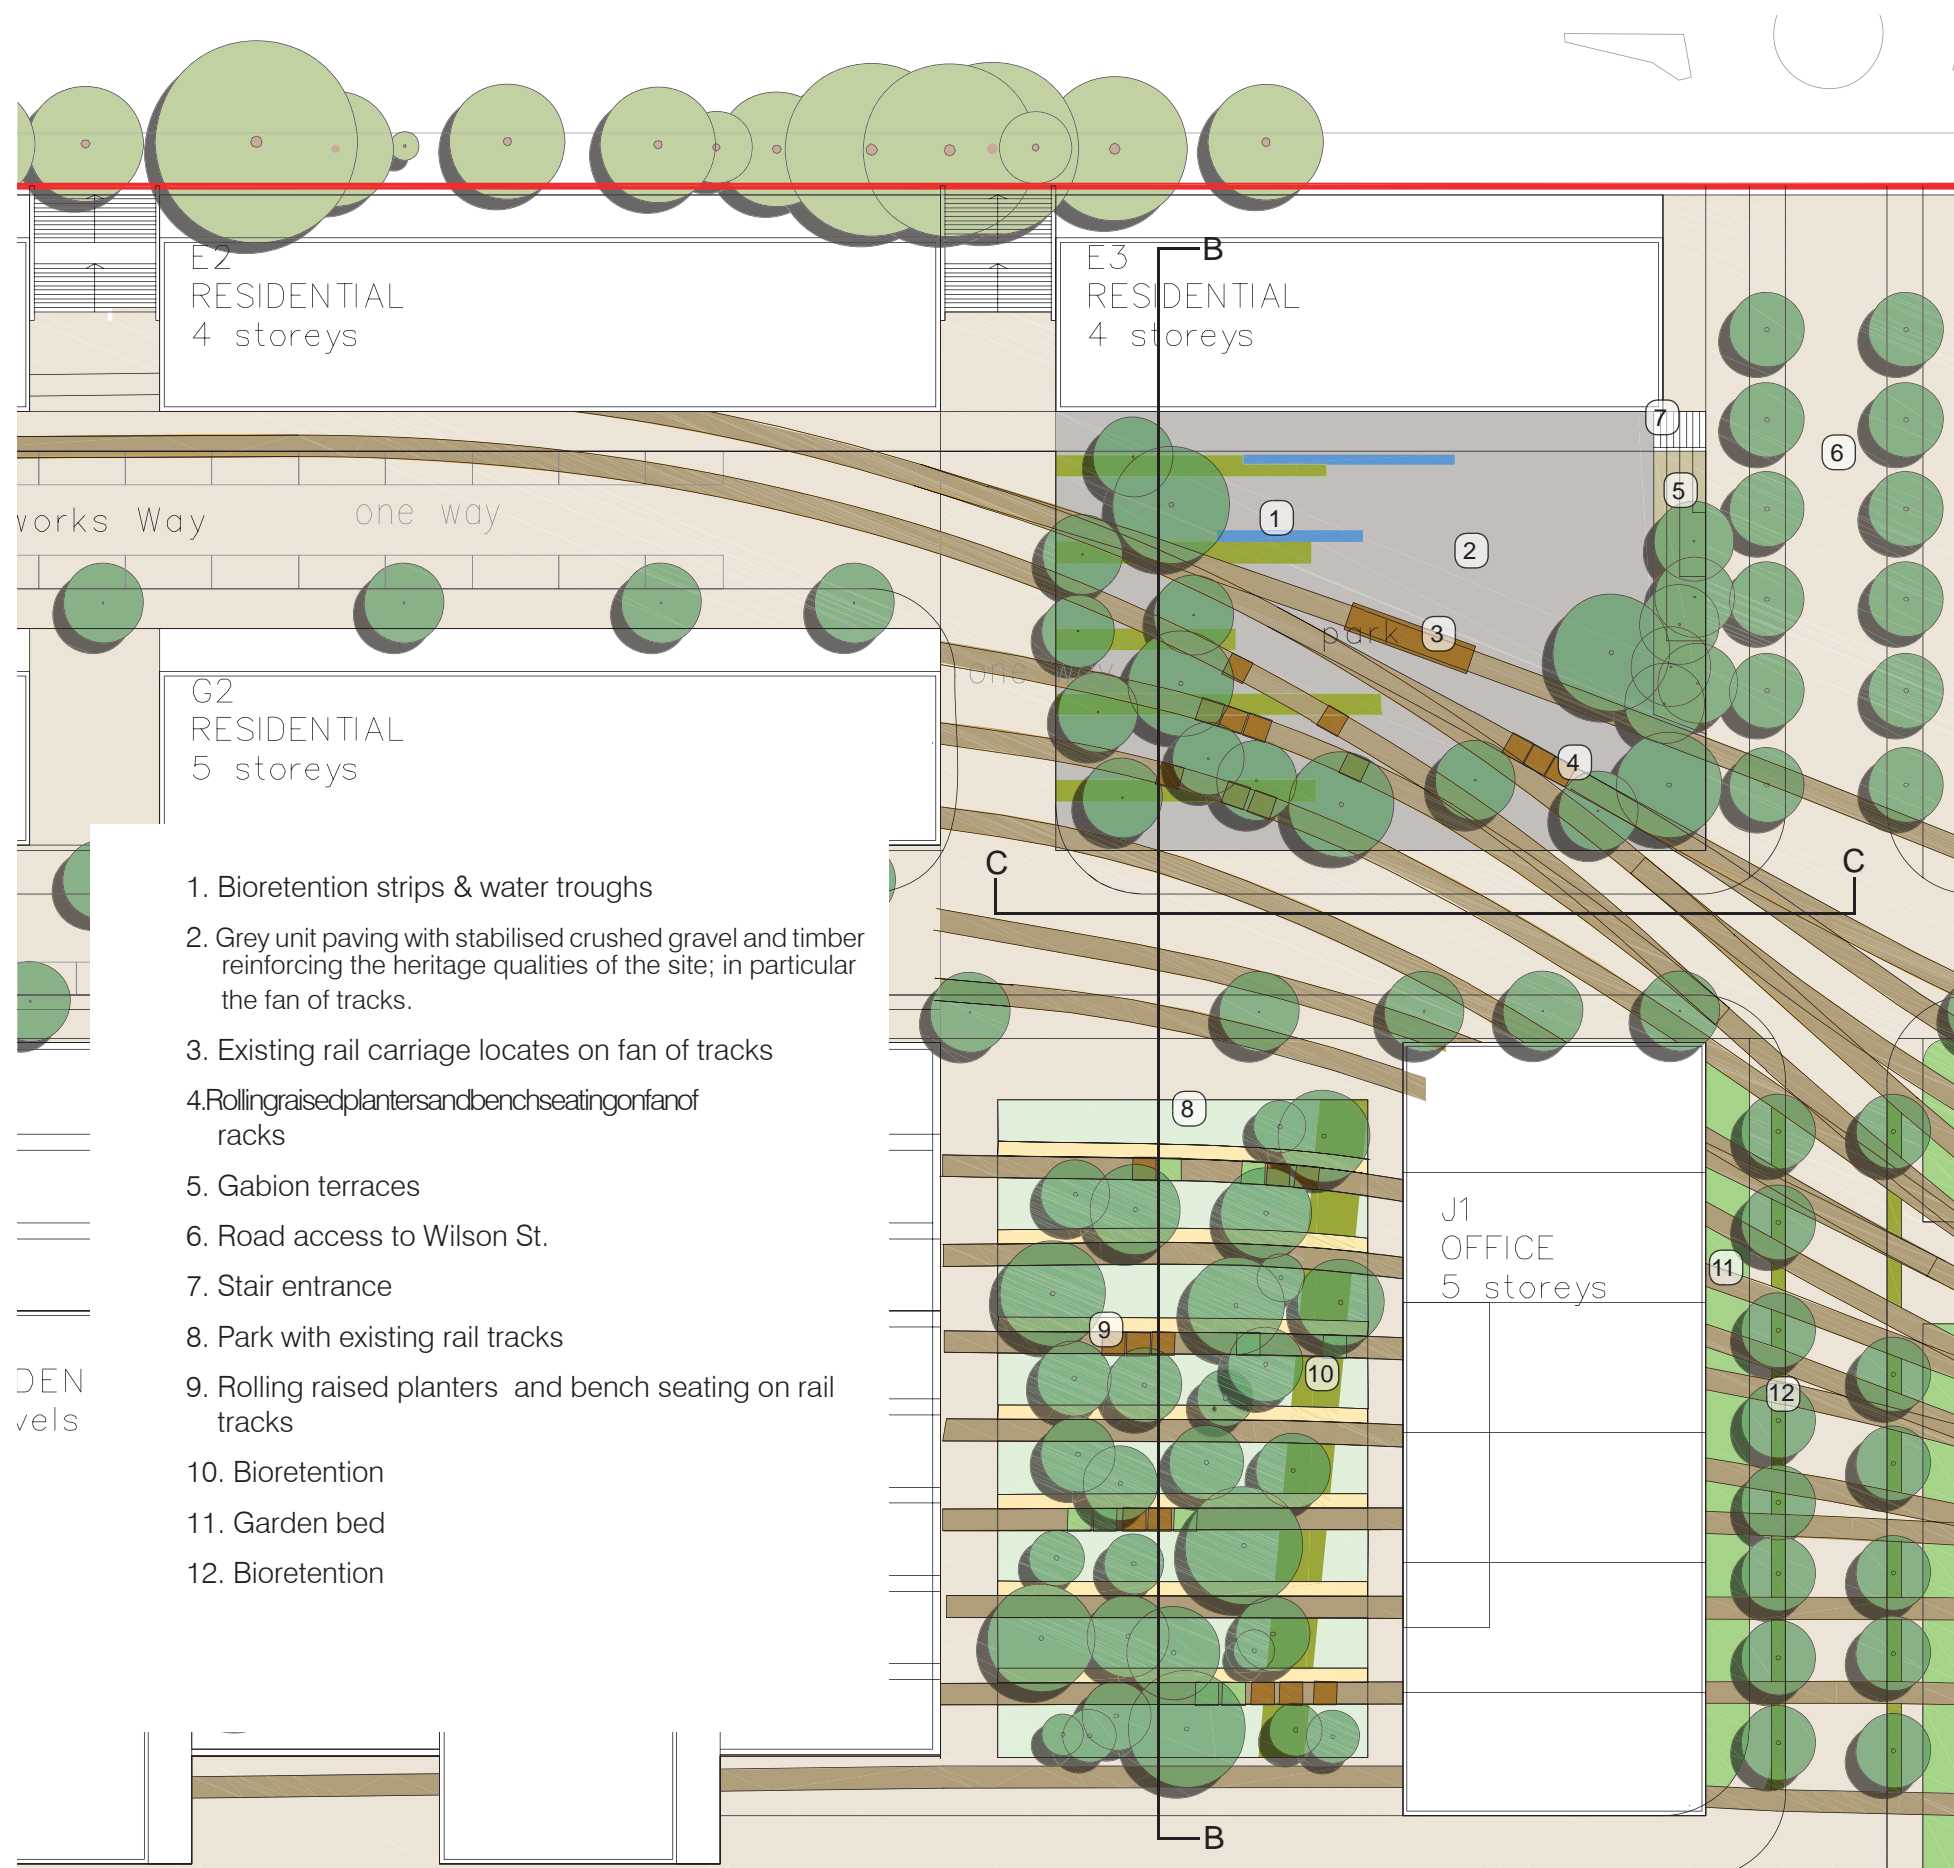 B
E2
RESIDENTIAL
4 storeys
E3
RESIDENTIAL
4 storeys
7
6
5
works Way
one way
1
2
park
3
one way
G2
RESIDENTIAL
5 storeys
4
C
C
1. Bioretention strips & water troughs
2. Grey unit paving with stabilised crushed gravel and timber
reinforcing the heritage qualities of the site; in particular
the fan of tracks.
3. Existing rail carriage locates on fan of tracks
4.Rollingraisedplantersandbenchseatingonfanof
racks
5. Gabion terraces
6. Road access to Wilson St.
7. Stair entrance
8. Park with existing rail tracks
9. Rolling raised planters  and bench seating on rail
tracks
10. Bioretention
11. Garden bed
12. Bioretention
8
J1
OFFICE
5 storeys
11
9
10
12
DEN
vels
B